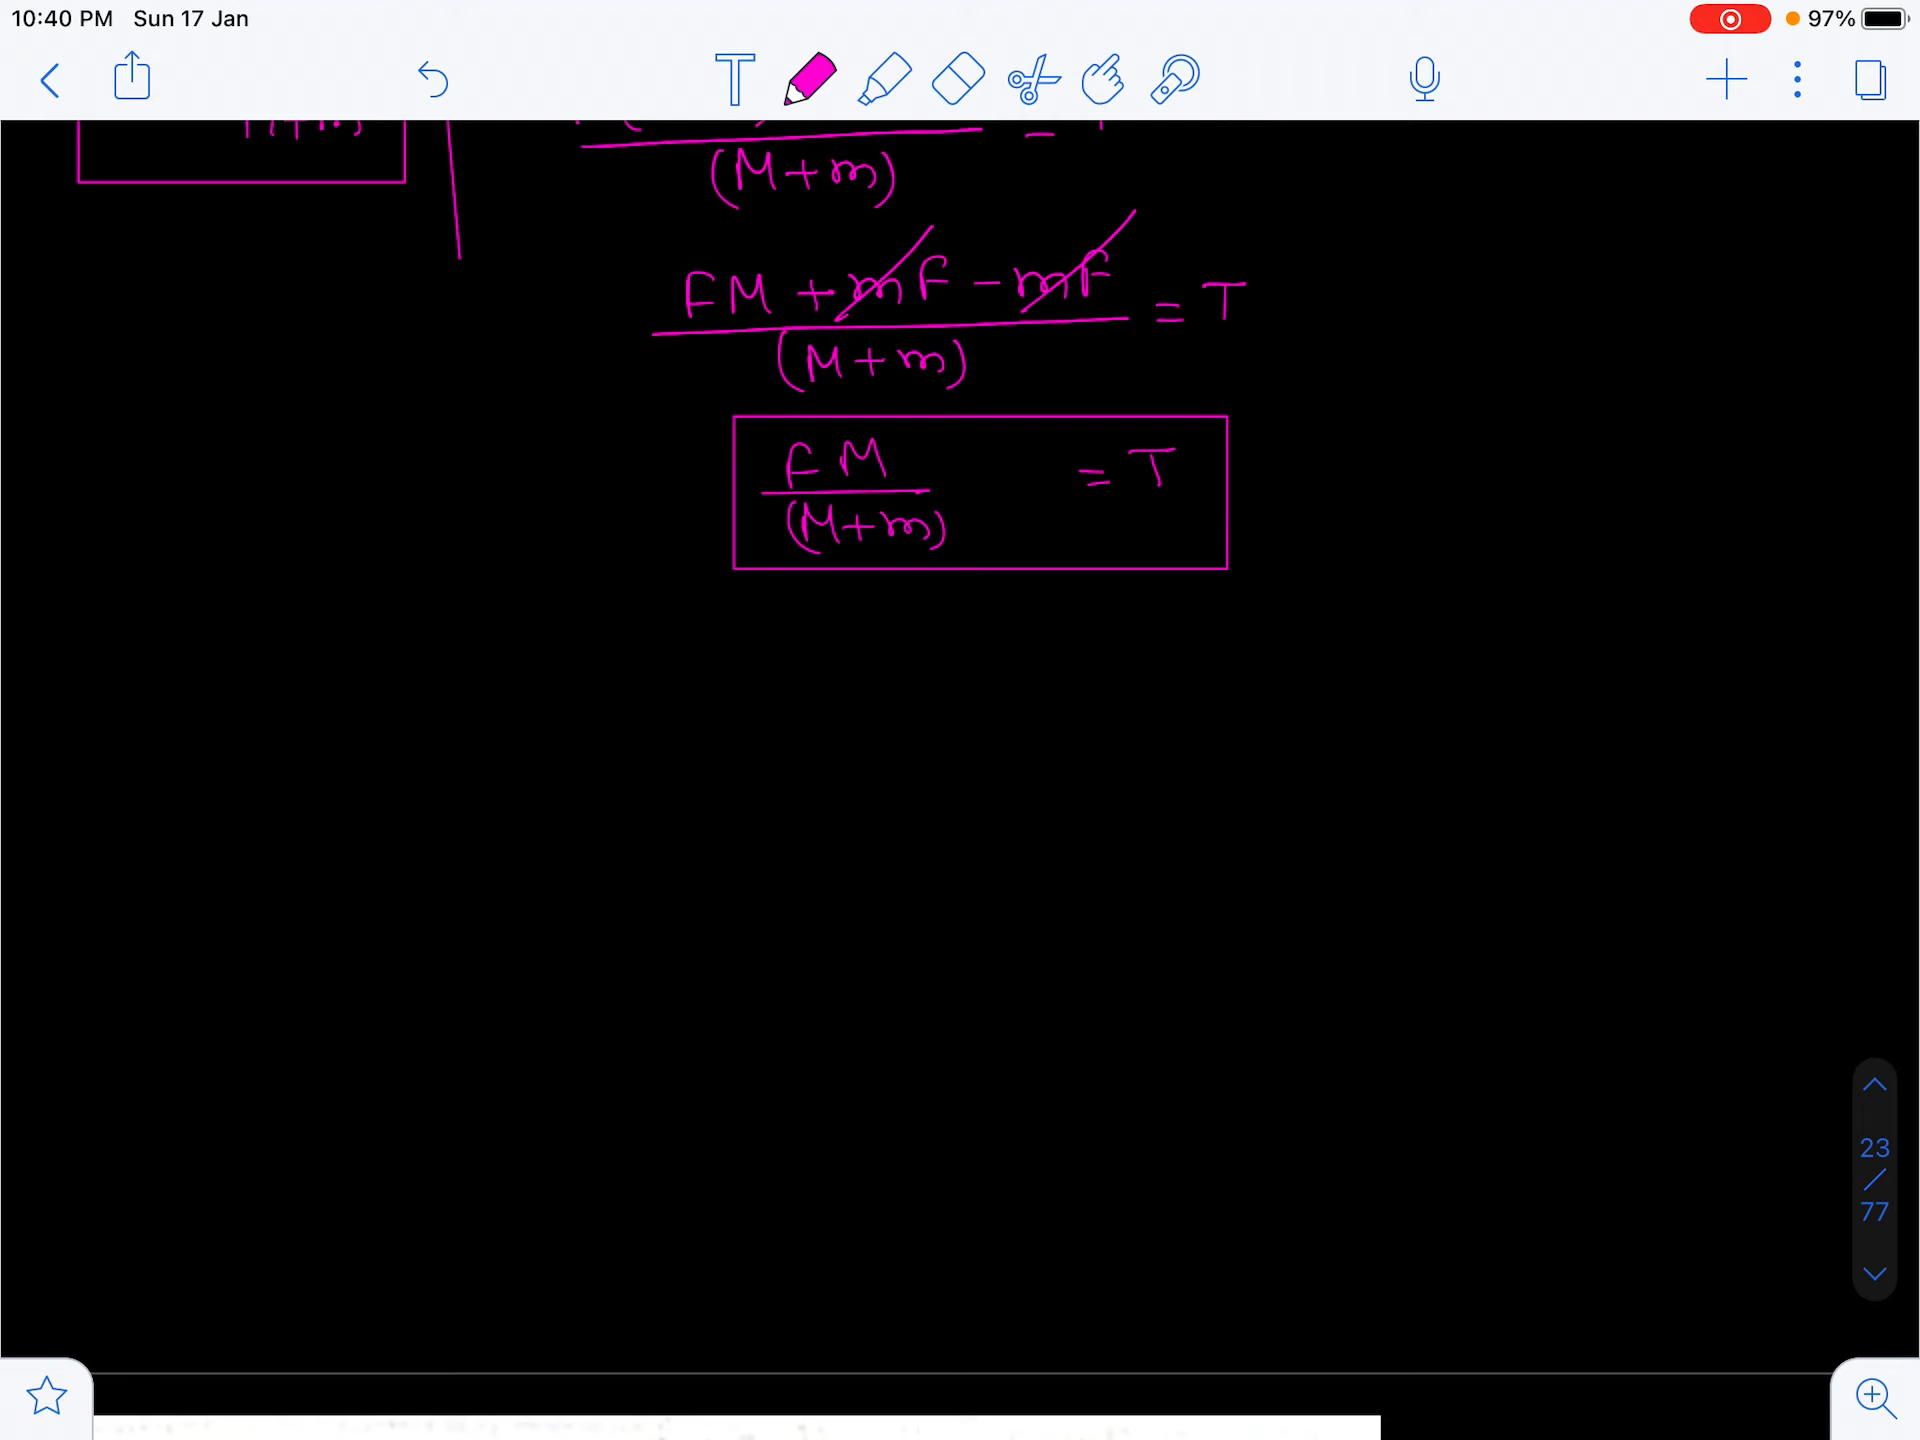 10:40 PM Sun 17 Jan
97%
T
(M+m)
FM + mF - mF = T
(M+m)
FM = T
(M+m)
23
/
77